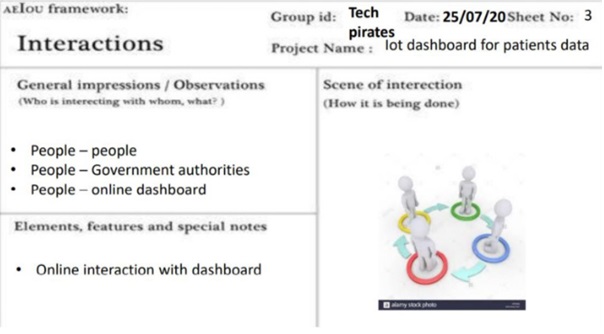 AEIOU framework:
Group id: Tech pirates
Date: 25/07/20 Sheet No: 3
Interactions
Project Name : Iot dashboard for patients data
General impressions / Observations
(Who is interecting with whom, what? )
• People – people
• People – Government authorities
• People – online dashboard
Scene of interection
(How it is being done)
Elements, features and special notes
• Online interaction with dashboard
a alamy stock photo